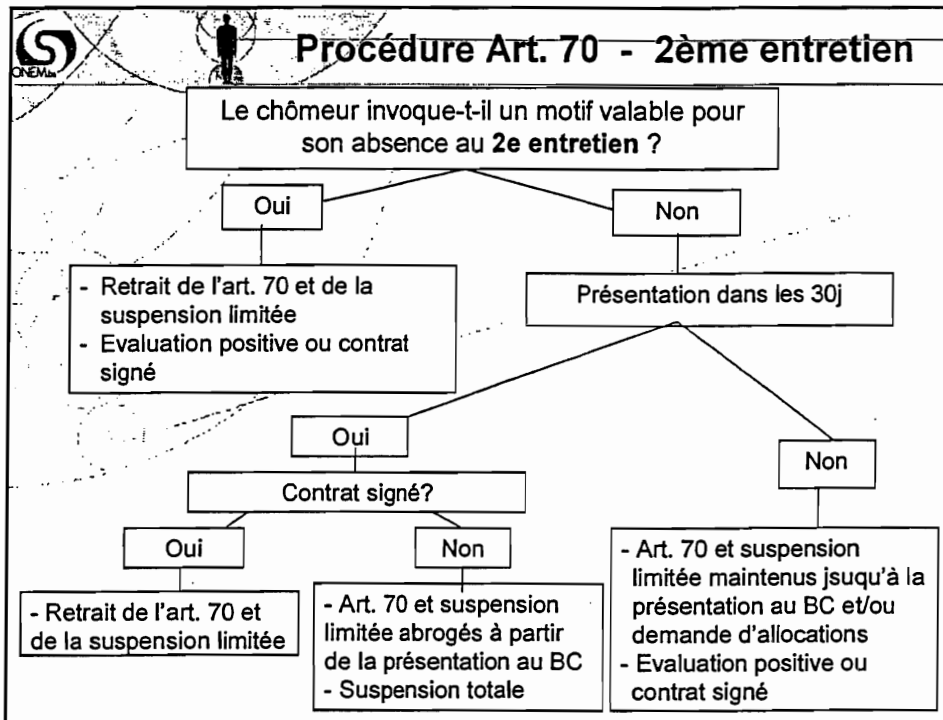 ONEM.be
Procédure Art. 70 - 2ème entretien
Le chômeur invoque-t-il un motif valable pour
son absence au 2e entretien ?
Oui
Non
- Retrait de l'art. 70 et de la
suspension limitée
- Evaluation positive ou contrat
signé
Présentation dans les 30j
Oui
Non
Contrat signé?
Oui
Non
- Retrait de l'art. 70 et
de la suspension limitée
- Art. 70 et suspension
limitée abrogés à partir
de la présentation au BC
- Suspension totale
- Art. 70 et suspension
limitée maintenus jsuqu'à la
présentation au BC et/ou
demande d'allocations
- Evaluation positive ou
contrat signé